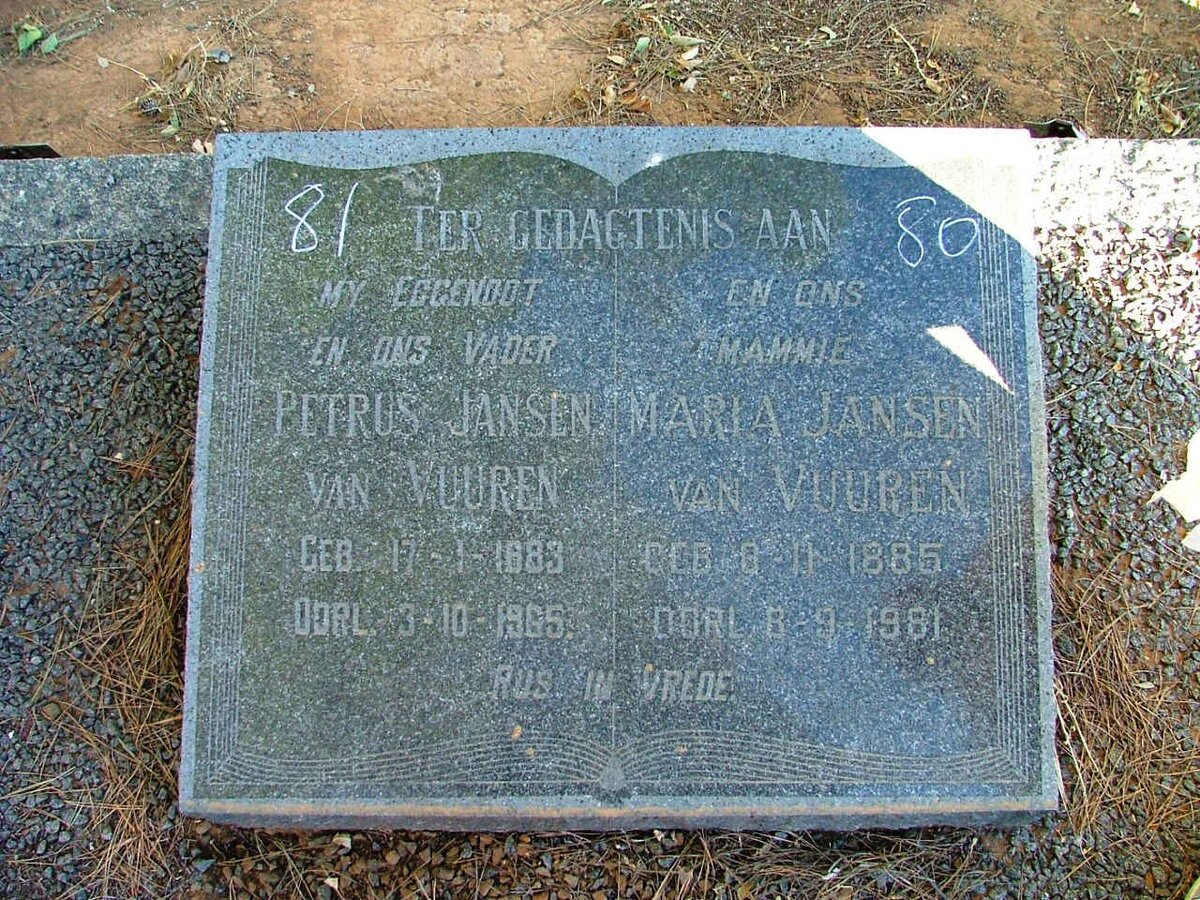 81 80
TER GEDAGTENIS AAN
MY EGGENOOT
EN ONS VADER
PETRUS JANSEN
VAN VUUREN
GEB. 17-1-1883
OORL. 3-10-1965.
EN ONS
MAMMIE
MARIA JANSEN
VAN VUUREN
GEB. 8-11-1885
OORL. 8-9-1981
RUS IN VREDE